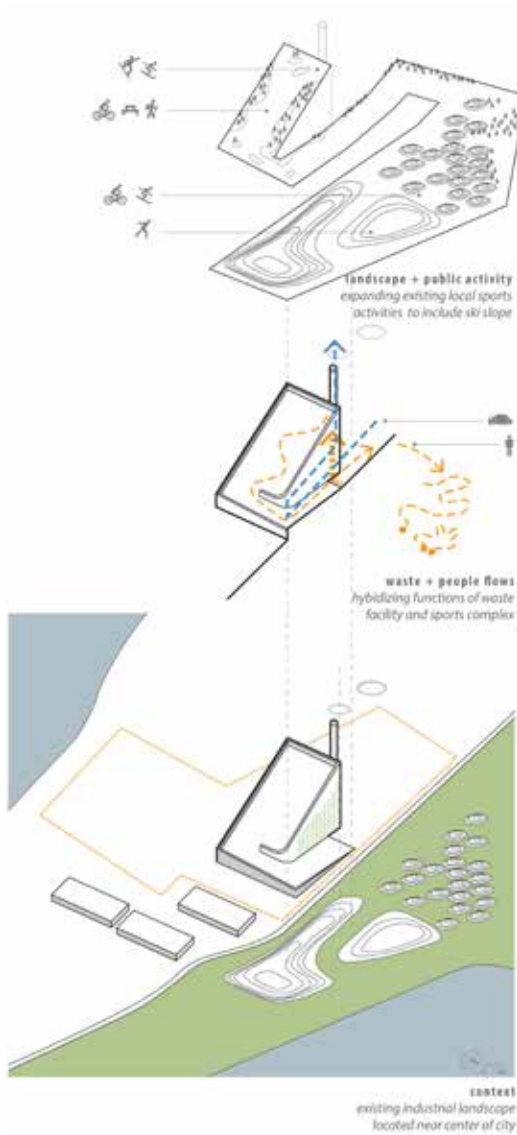 landscape + public activity
expanding existing local sports
activities to include ski slope
waste + people flows
hybidizing functions of waste
facility and sports complex
context
existing industrial landscape
located near center of city